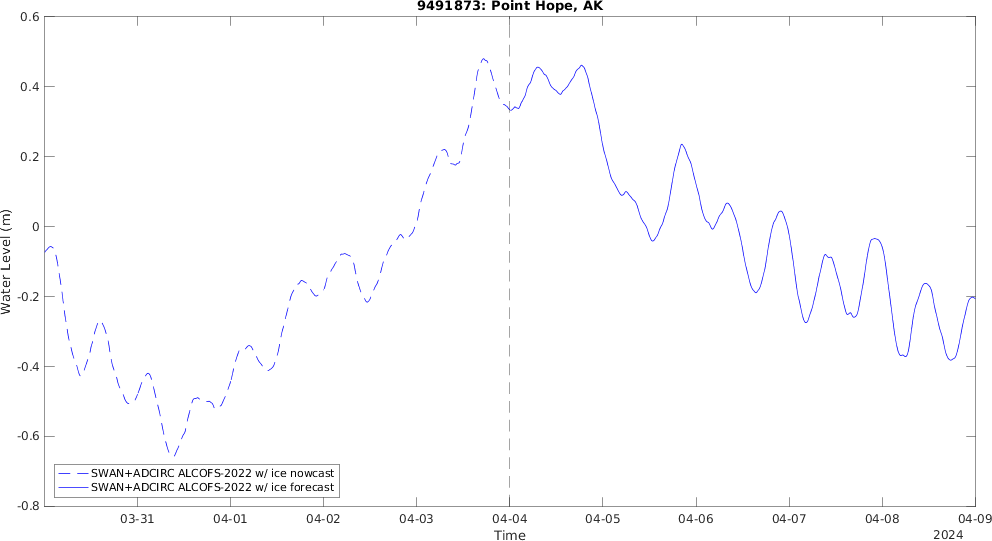 9491873: Point Hope, AK
0.6
0.4
0.2
0
-0.2
-0.4
-0.6
-0.8
Water Level (m)
SWAN+ADCIRC ALCOFS-2022 w/ ice nowcast
SWAN+ADCIRC ALCOFS-2022 w/ ice forecast
03-31 04-01 04-02 04-03 04-04 04-05 04-06 04-07 04-08 04-09
Time
2024